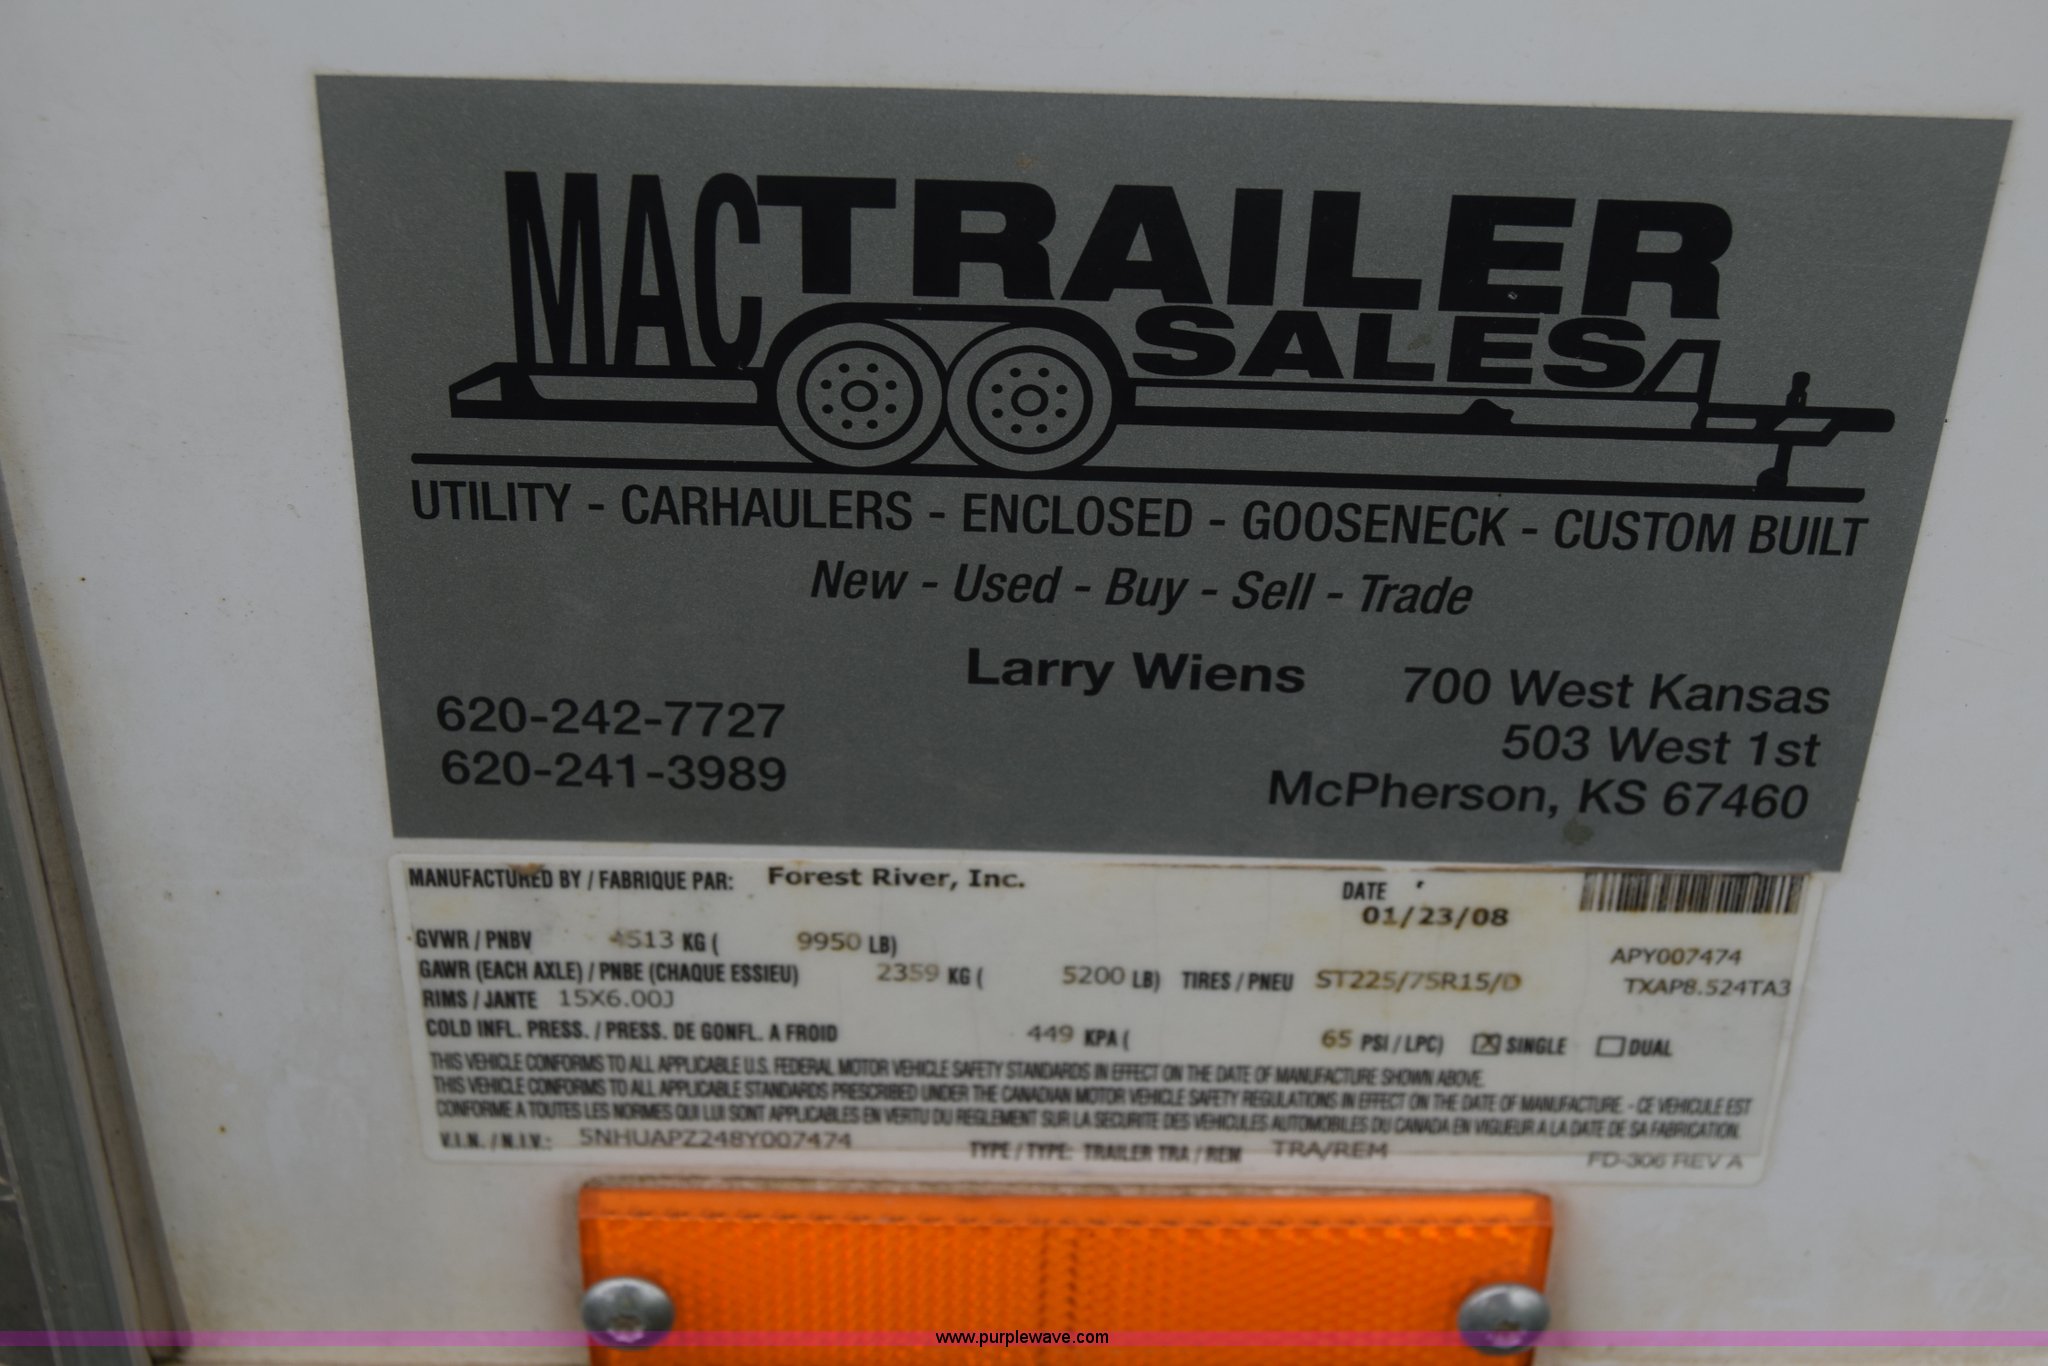 MAC TRAILER
SALES
UTILITY - CARHAULERS - ENCLOSED - GOOSENECK - CUSTOM BUILT
New - Used - Buy - Sell - Trade
Larry Wiens
700 West Kansas
620-242-7727
503 West 1st
620-241-3989
McPherson, KS 67460
MANUFACTURED BY / FABRIQUE PAR: Forest River, Inc.
DATE
01/23/08
GVWR / PNBV 4513 KG ( 9950 LB)
APY007474
GAWR (EACH AXLE) / PNBE (CHAQUE ESSIEU) 2359 KG ( 5200 LB) TIRES / PNEU ST225/75R15/D
TXAP8.524TA3
RIMS / JANTE 15X6.00J
COLD INFL. PRESS. / PRESS. DE GONFL. A FROID 449 KPA ( 65 PSI / LPC) X SINGLE DUAL
THIS VEHICLE CONFORMS TO ALL APPLICABLE U.S. FEDERAL MOTOR VEHICLE SAFETY STANDARDS IN EFFECT ON THE DATE OF MANUFACTURE SHOWN ABOVE.
THIS VEHICLE CONFORMS TO ALL APPLICABLE STANDARDS PRESCRIBED UNDER THE CANADIAN MOTOR VEHICLE SAFETY REGULATIONS IN EFFECT ON THE DATE OF MANUFACTURE. - CE VEHICULE EST
CONFORME A TOUTES LES NORMES QUI LUI SONT APPLICABLES EN VERTU DU REGLEMENT SUR LA SECURITE DES VEHICULES AUTOMOBILES DU CANADA EN VIGUEUR A LA DATE DE SA FABRICATION.
V.I.N. / N.I.V.: 5NHUAPZ248Y007474 TYPE / TYPE: TRAILER TRA / REM TRA/REM
FD-306 REV A
www.purplewave.com